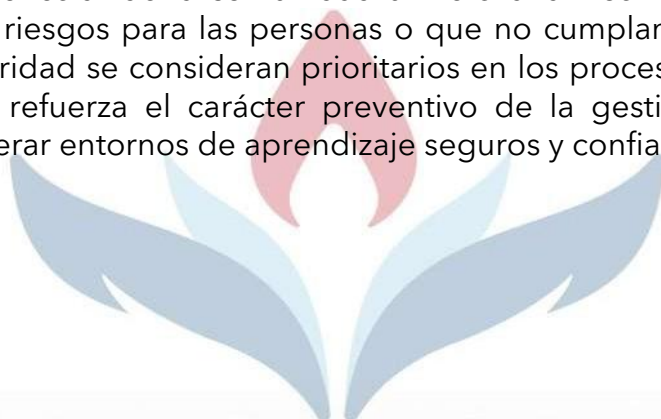 riesgos para las personas o que no cumplan
ridad se consideran prioritarios en los proces
refuerza el carácter preventivo de la gesti
erar entornos de aprendizaje seguros y confia